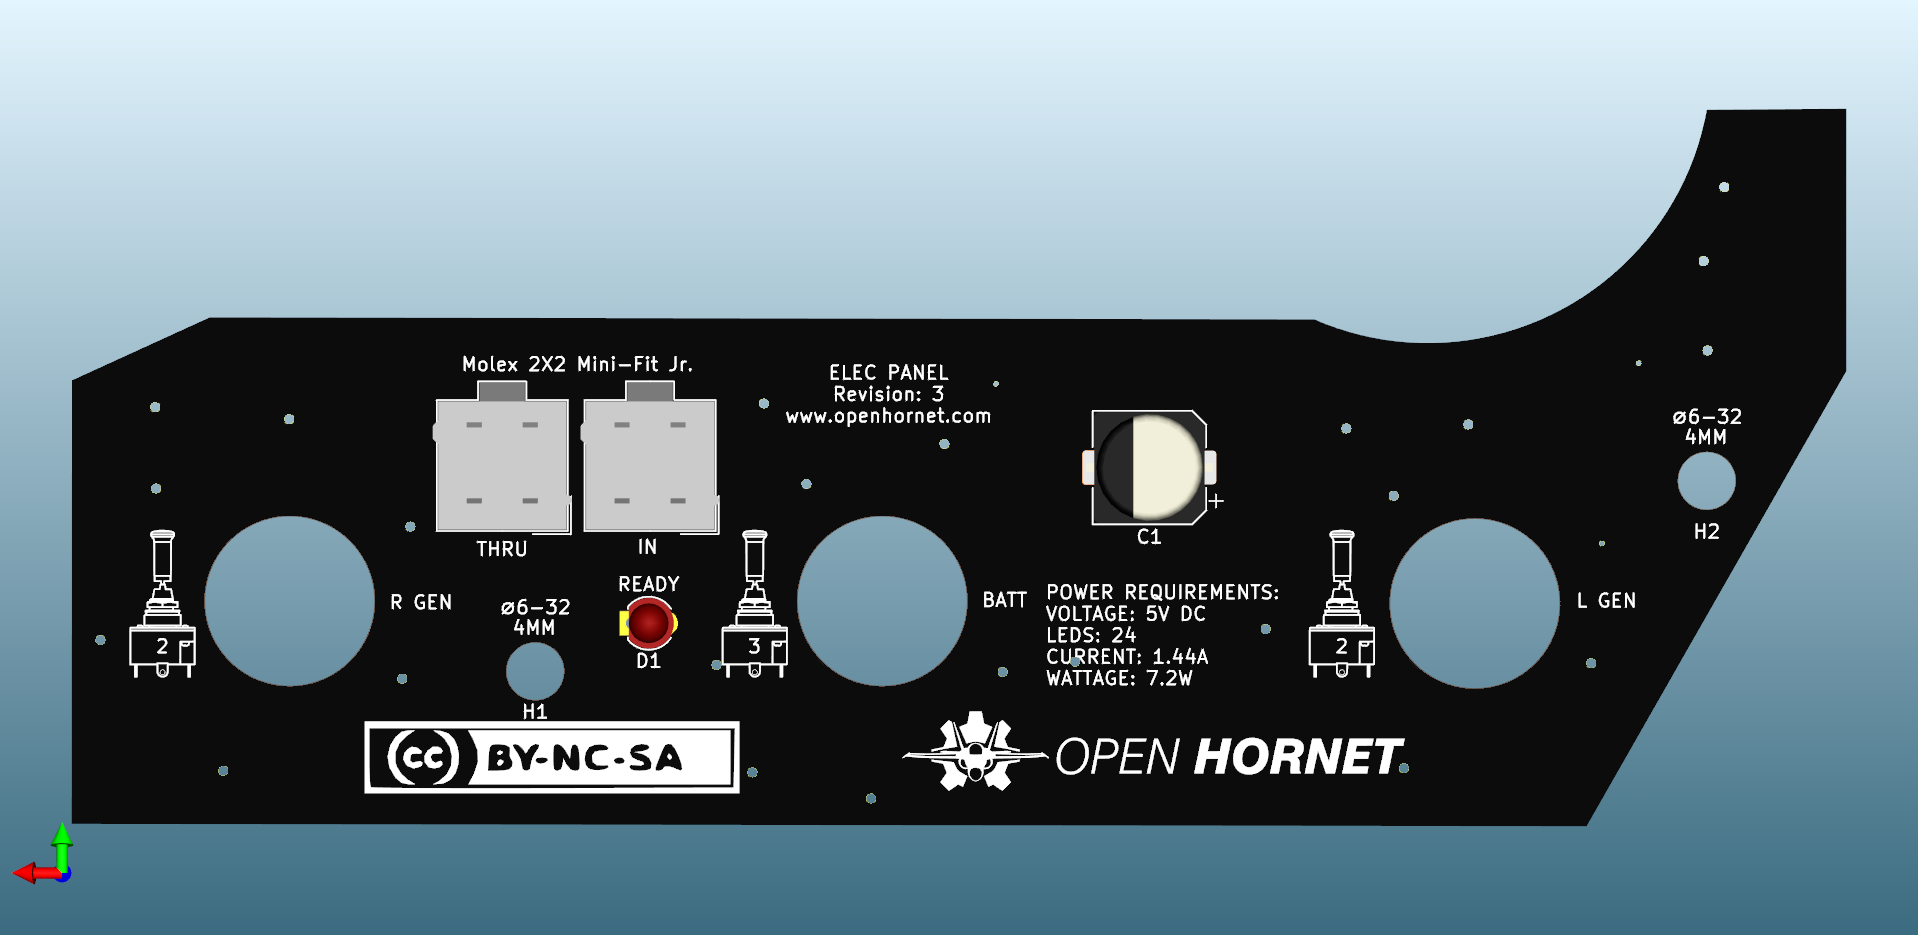 Molex 2X2 Mini-Fit Jr.
THRU
IN
ELEC PANEL
Revision: 3
www.openhornet.com
+
C1
⌀6-32
4MM
H2
2
R GEN
⌀6-32
4MM
H1
READY
D1
3
BATT
POWER REQUIREMENTS:
VOLTAGE: 5V DC
LEDS: 24
CURRENT: 1.44A
WATTAGE: 7.2W
2
L GEN
cc BY-NC-SA
OPEN HORNET